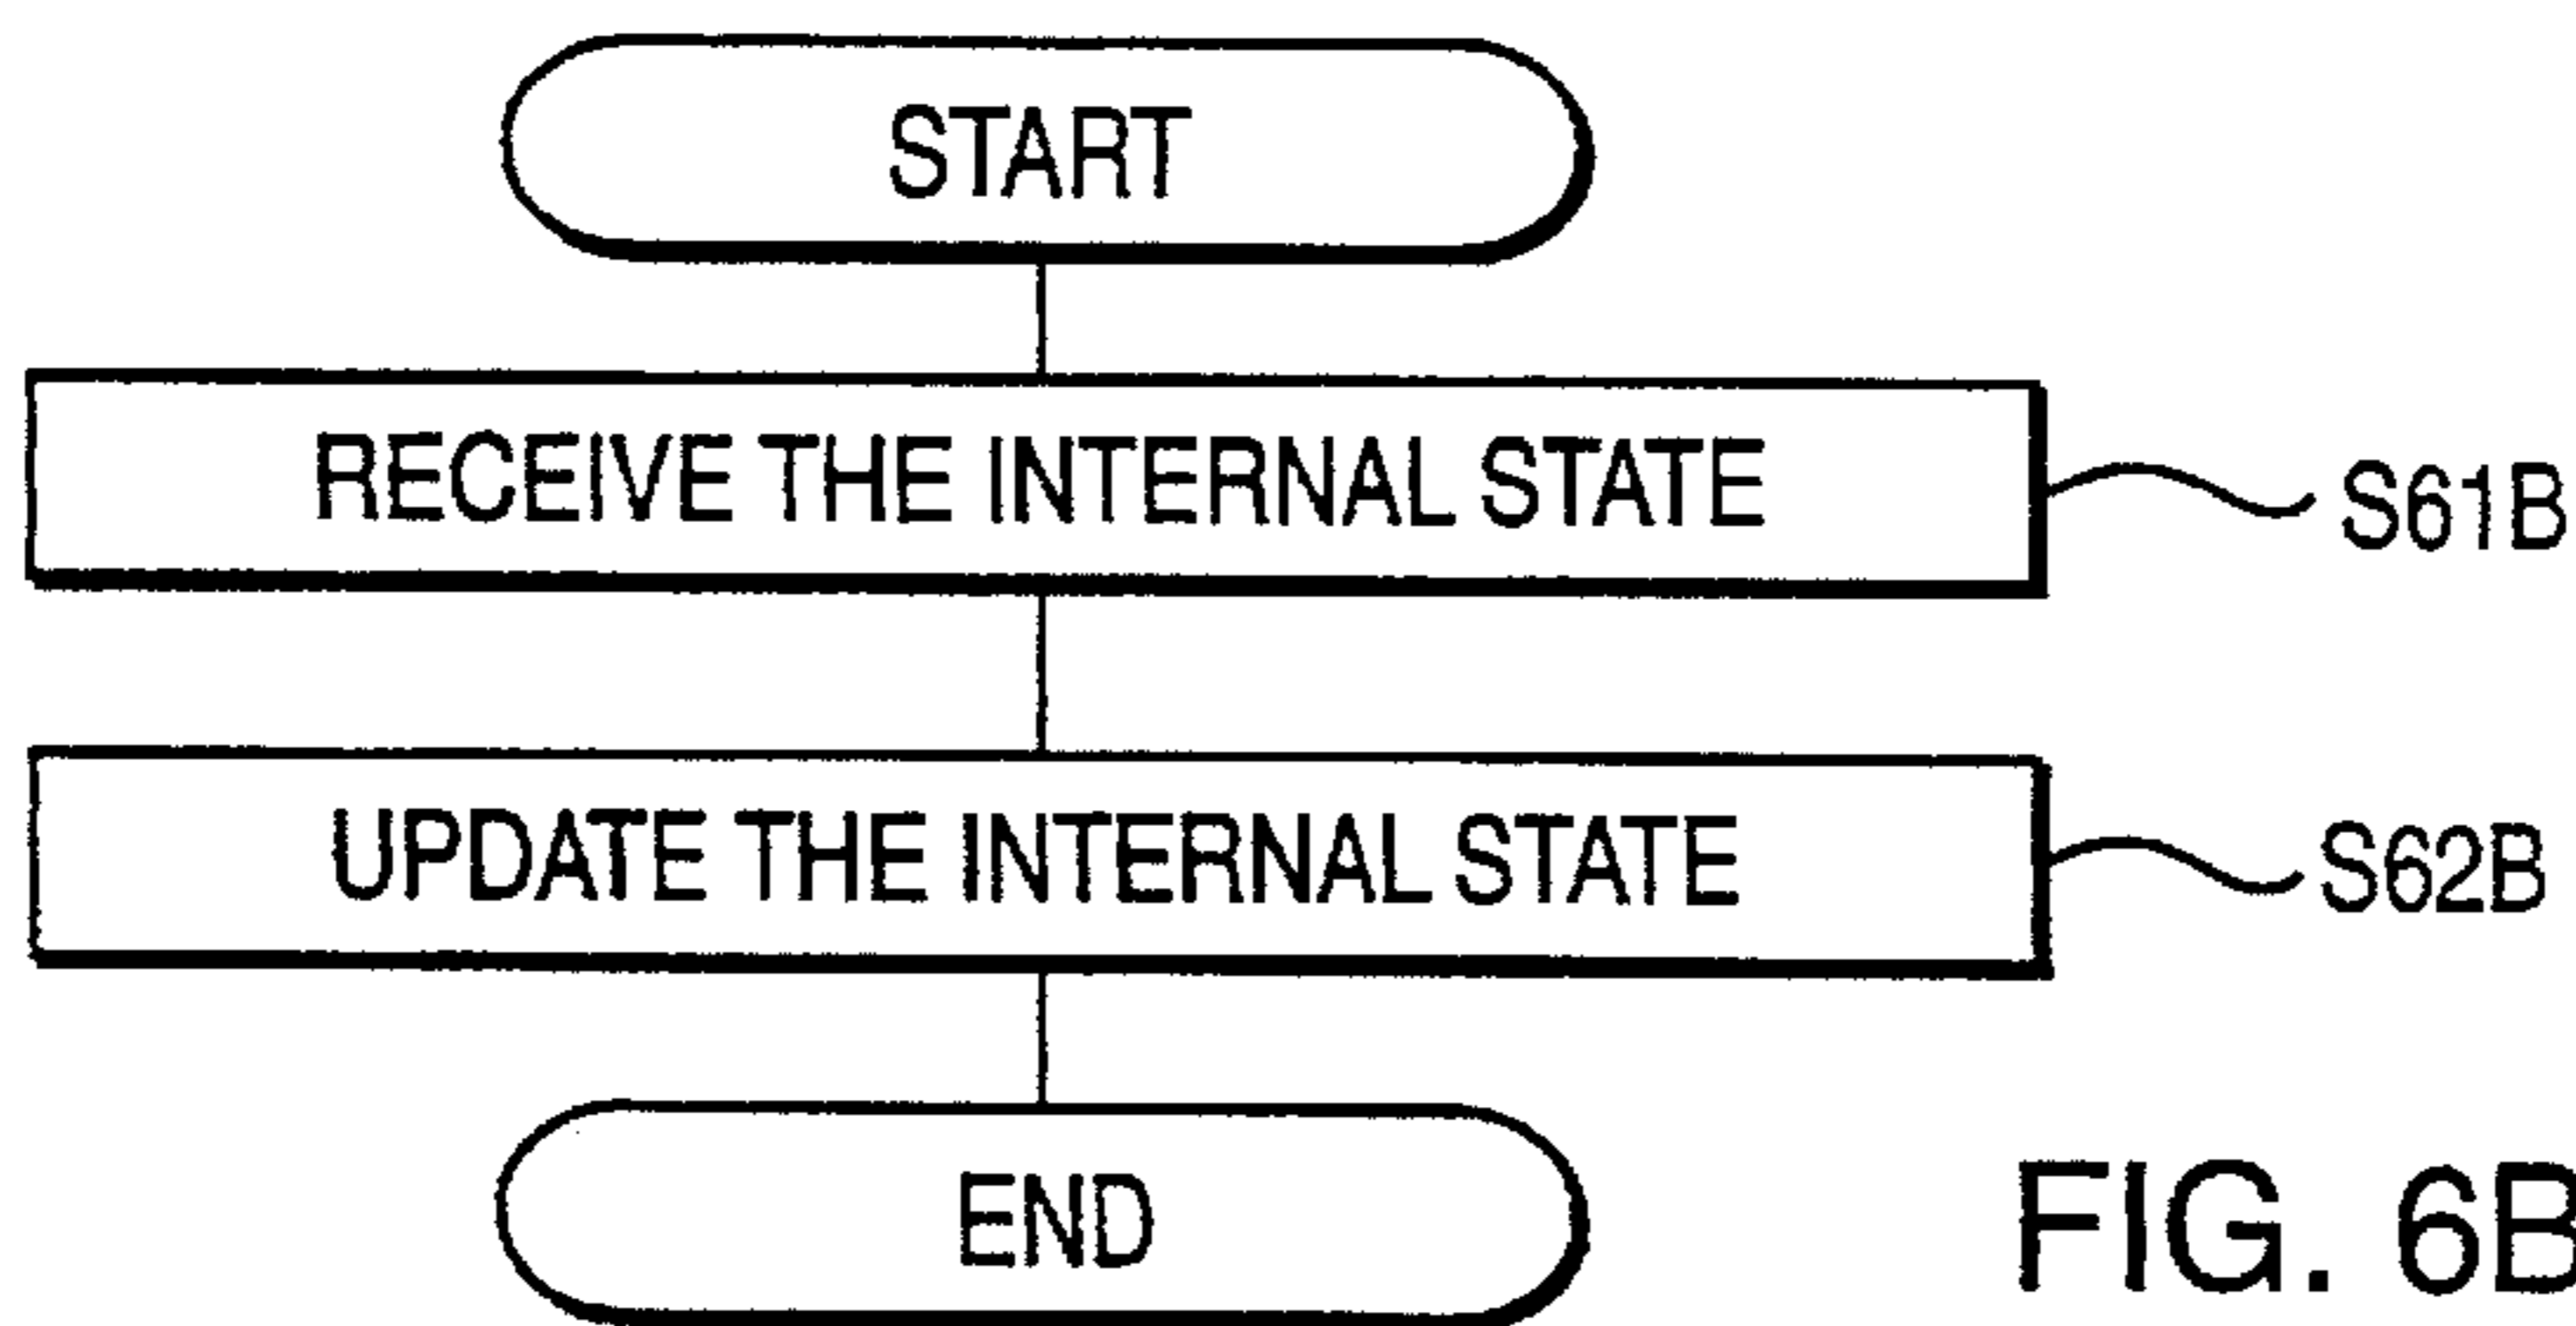 START
RECEIVE THE INTERNAL STATE
S61B
UPDATE THE INTERNAL STATE
S62B
END
FIG. 6B